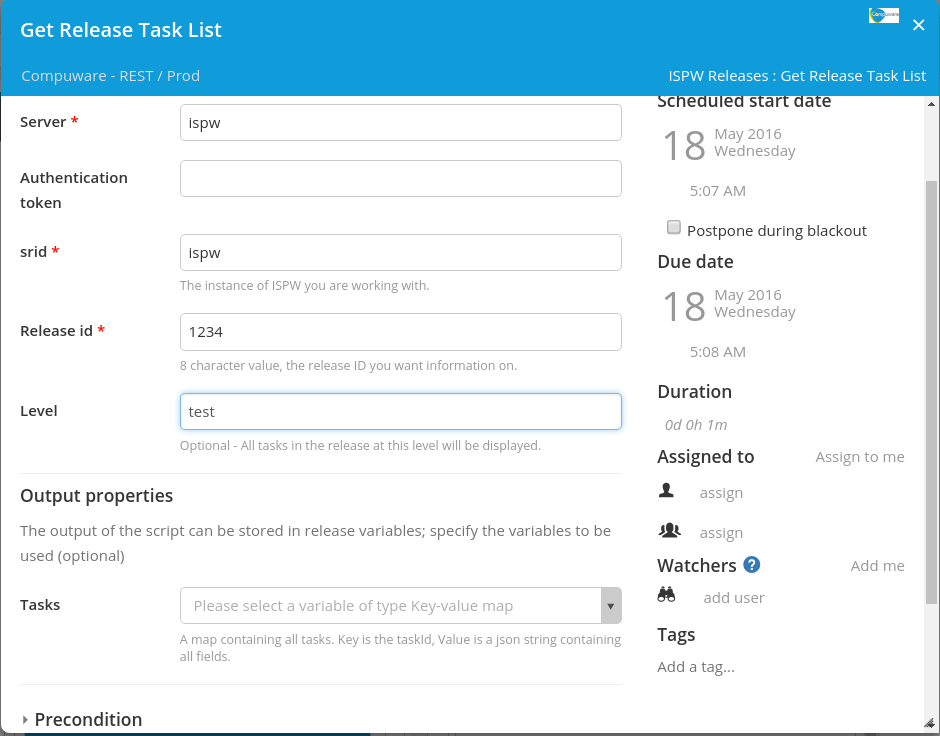 Get Release Task List
Compuware
Compuware - REST / Prod
ISPW Releases : Get Release Task List
Server *
ispw
Authentication
token
srid *
ispw
The instance of ISPW you are working with.
Release id *
1234
8 character value, the release ID you want information on.
Level
test
Optional - All tasks in the release at this level will be displayed.
Output properties
The output of the script can be stored in release variables; specify the variables to be
used (optional)
Tasks
Please select a variable of type Key-value map
A map containing all tasks. Key is the taskId, Value is a json string containing
all fields.
Precondition
Scheduled start date
18
May 2016
Wednesday
5:07 AM
Postpone during blackout
Due date
18
May 2016
Wednesday
5:08 AM
Duration
0d 0h 1m
Assigned to
Assign to me
assign
assign
Watchers ?
Add me
add user
Tags
Add a tag...